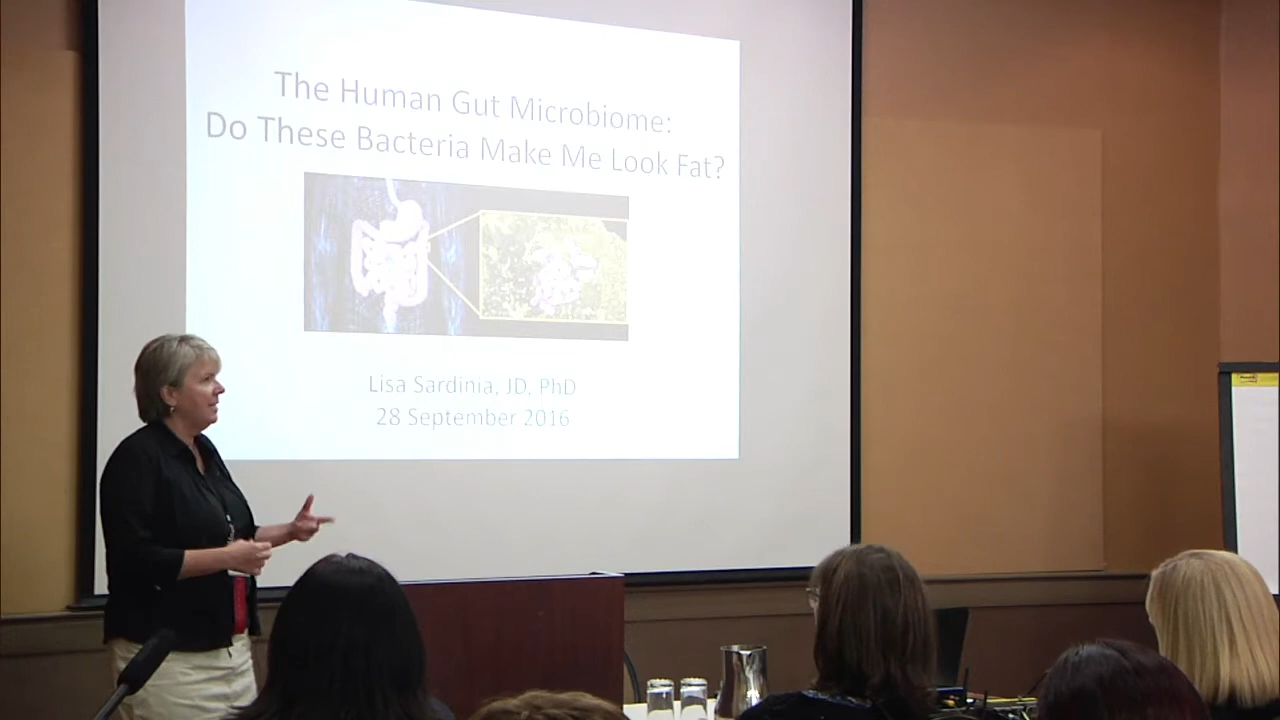 The Human Gut Microbiome:
Do These Bacteria Make Me Look Fat?
Lisa Sardinia, JD, PhD
28 September 2016